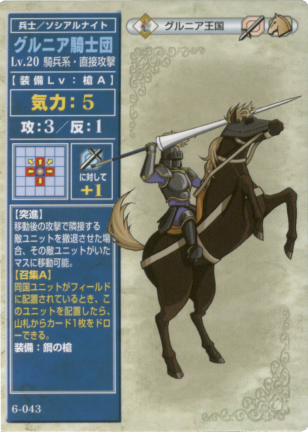 兵士／ソシアルナイト
グルニア王国
グルニア騎士団
Lv.20 騎兵系・直接攻撃
【装備Lv：槍A】
気力：5
攻：3／反：1
に対して
+1
【突進】
移動後の攻撃で隣接する
敵ユニットを撤退させた場
合、その敵ユニットがいた
マスに移動可能。
【召集A】
同国ユニットがフィールド
に配置されているとき、こ
のユニットを配置したら、
山札からカード1枚をドロ
ーできる。
装備：鋼の槍
6-043